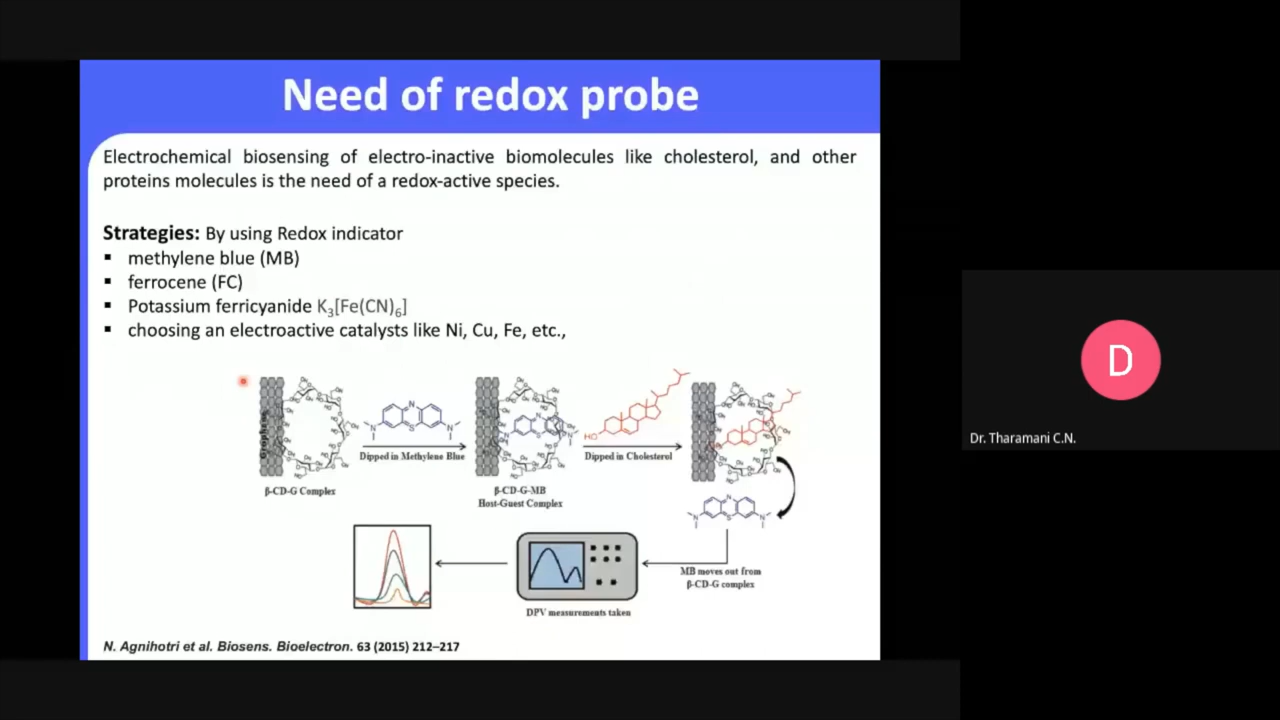 Need of redox probe
Electrochemical biosensing of electro-inactive biomolecules like cholesterol, and other
proteins molecules is the need of a redox-active species.
Strategies: By using Redox indicator
▪ methylene blue (MB)
▪ ferrocene (FC)
▪ Potassium ferricyanide K₃[Fe(CN)₆]
▪ choosing an electroactive catalysts like Ni, Cu, Fe, etc.,
Graphene
β-CD-G Complex
Dipped in Methylene Blue
β-CD-G-MB
Host-Guest Complex
HO
Dipped in Cholesterol
MB moves out from
β-CD-G complex
DPV measurements taken
N. Agnihotri et al. Biosens. Bioelectron. 63 (2015) 212–217
D
Dr. Tharamani C.N.